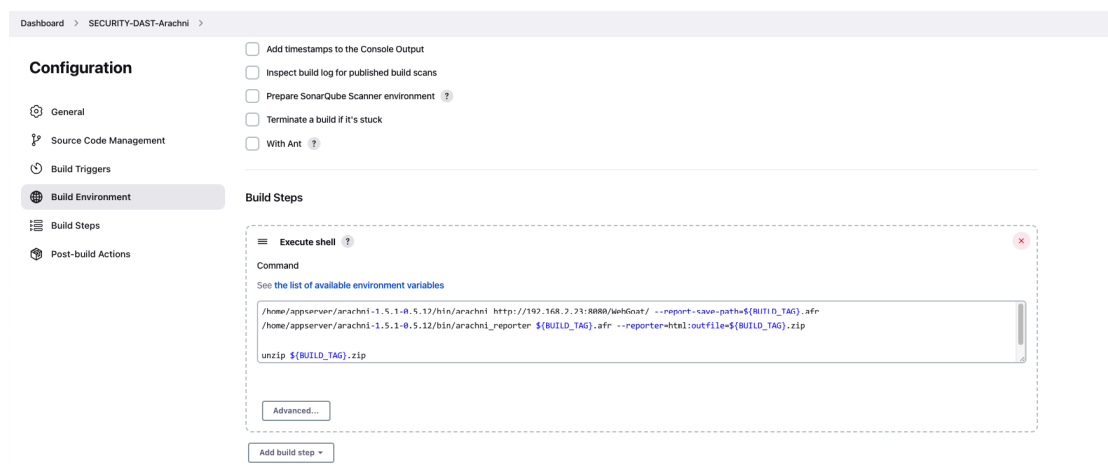 Dashboard > SECURITY-DAST-Arachni >
Configuration
General
Source Code Management
Build Triggers
Build Environment
Build Steps
Post-build Actions
Add timestamps to the Console Output
Inspect build log for published build scans
Prepare SonarQube Scanner environment ?
Terminate a build if it's stuck
With Ant ?
Build Steps
Execute shell ?
Command
See the list of available environment variables
/home/appserver/arachni-1.5.1-0.5.12/bin/arachni http://192.168.2.23:8080/WebGoat/ --report-save-path=${BUILD_TAG}.afr
/home/appserver/arachni-1.5.1-0.5.12/bin/arachni_reporter ${BUILD_TAG}.afr --reporter=html:outfile=${BUILD_TAG}.zip
unzip ${BUILD_TAG}.zip
Advanced...
Add build step